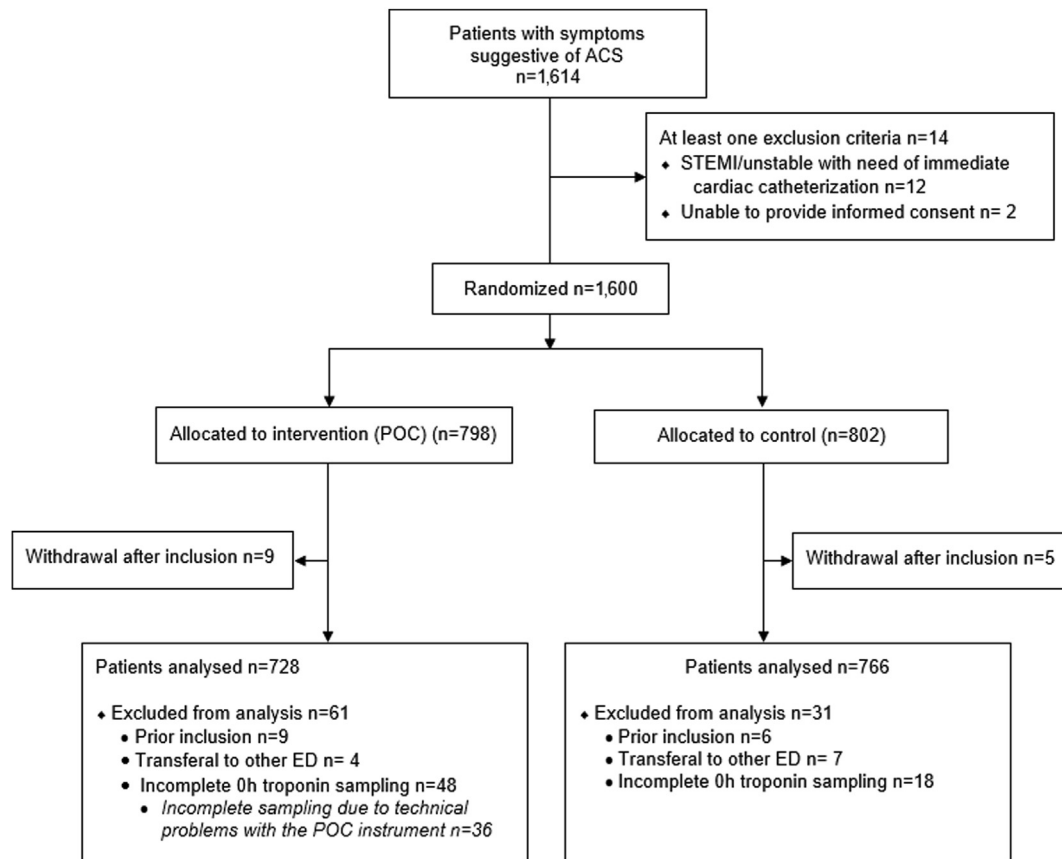 Patients with symptoms
suggestive of ACS
n=1,614
At least one exclusion criteria n=14
◆ STEMI/unstable with need of immediate
cardiac catheterization n=12
◆ Unable to provide informed consent n= 2
Randomized n=1,600
Allocated to intervention (POC) (n=798)
Allocated to control (n=802)
Withdrawal after inclusion n=9
Withdrawal after inclusion n=5
Patients analysed n=728
◆ Excluded from analysis n=61
● Prior inclusion n=9
● Transferal to other ED n= 4
● Incomplete 0h troponin sampling n=48
● Incomplete sampling due to technical
problems with the POC instrument n=36
Patients analysed n=766
◆ Excluded from analysis n=31
● Prior inclusion n=6
● Transferal to other ED n= 7
● Incomplete 0h troponin sampling n=18